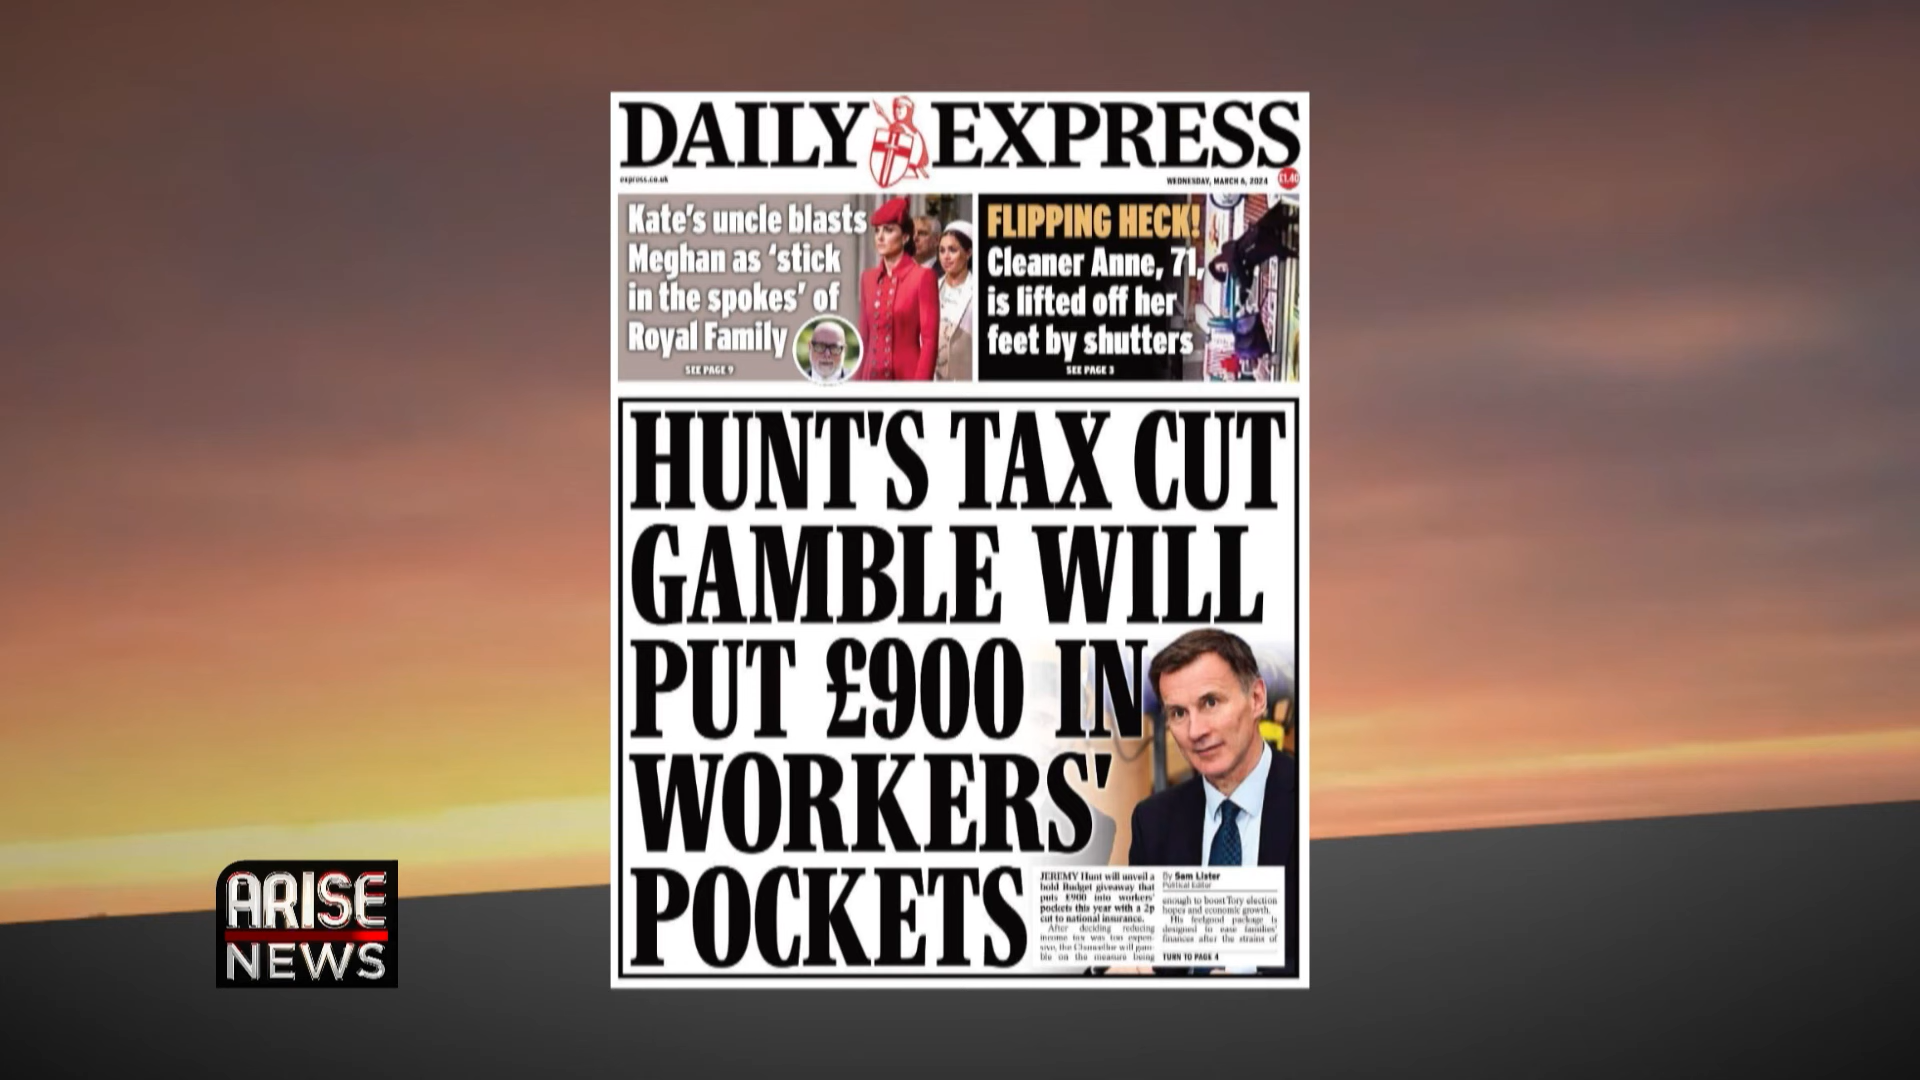 DAILY EXPRESS
express.co.uk
WEDNESDAY, MARCH 6, 2024
£1.40
Kate's uncle blasts
Meghan as 'stick
in the spokes' of
Royal Family
SEE PAGE 9
FLIPPING HECK!
Cleaner Anne, 71,
is lifted off her
feet by shutters
SEE PAGE 3
HUNT'S TAX CUT
GAMBLE WILL
PUT £900 IN
WORKERS'
POCKETS
JEREMY Hunt will unveil a
bold Budget giveaway that
puts £900 into workers'
pockets this year with a 2p
cut to national insurance.
After deciding reducing
income tax was too expen-
sive, the Chancellor will gam-
ble on the measure being
By Sam Lister
Political Editor
enough to boost Tory election
hopes and economic growth.
His feelgood package is
designed to ease families'
finances after the strains of
TURN TO PAGE 4
ARISE
NEWS